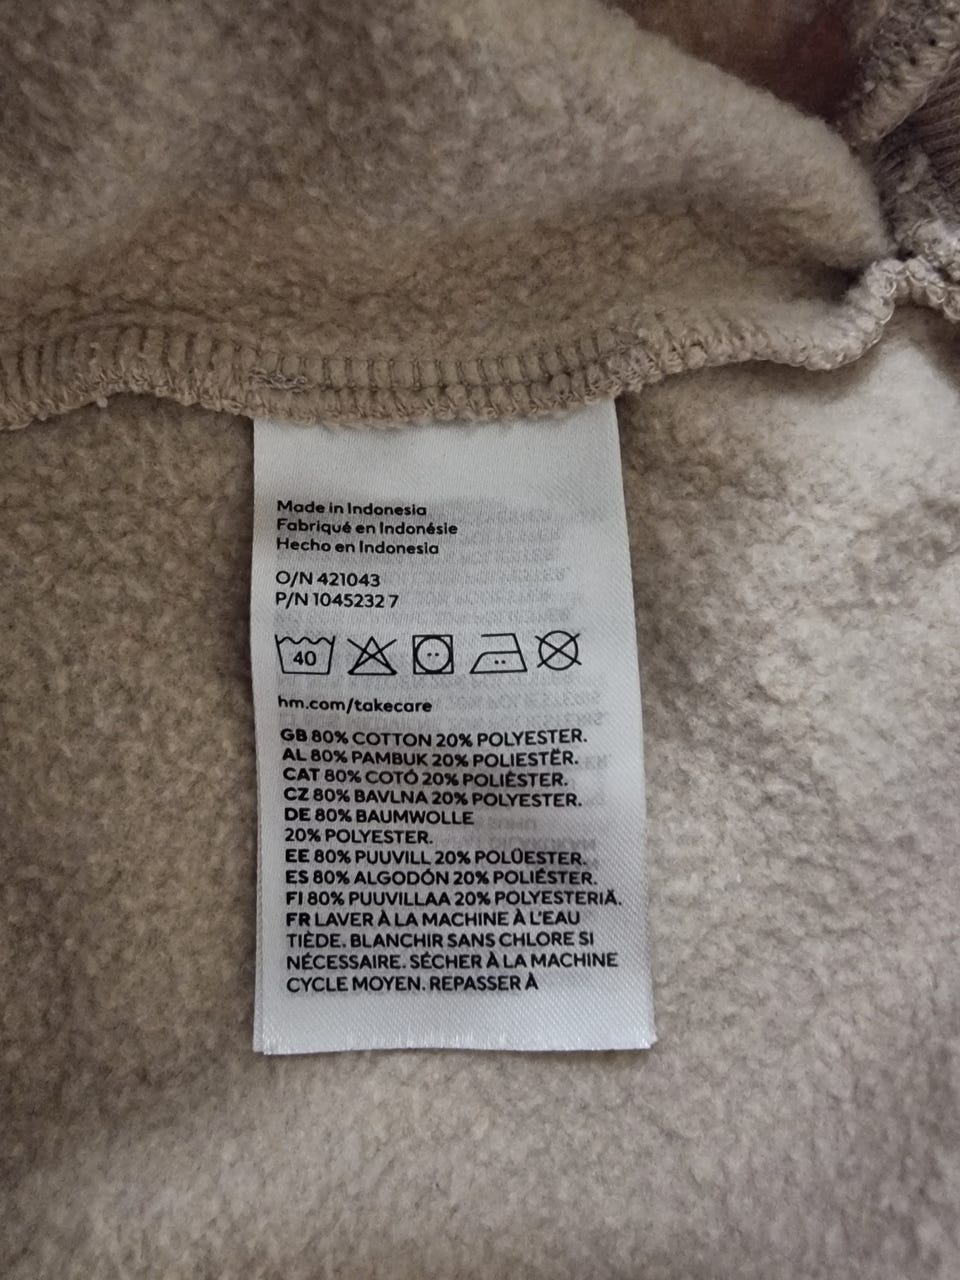 Made in Indonesia
Fabriqué en Indonésie
Hecho en Indonesia
O/N 421043
P/N 1045232 7
40
hm.com/takecare
GB 80% COTTON 20% POLYESTER.
AL 80% PAMBUK 20% POLIESTËR.
CAT 80% COTÓ 20% POLIÈSTER.
CZ 80% BAVLNA 20% POLYESTER.
DE 80% BAUMWOLLE
20% POLYESTER.
EE 80% PUUVILL 20% POLÜESTER.
ES 80% ALGODÓN 20% POLIÉSTER.
FI 80% PUUVILLAA 20% POLYESTERIÄ.
FR LAVER À LA MACHINE À L'EAU
TIÈDE. BLANCHIR SANS CHLORE SI
NÉCESSAIRE. SÉCHER À LA MACHINE
CYCLE MOYEN. REPASSER À